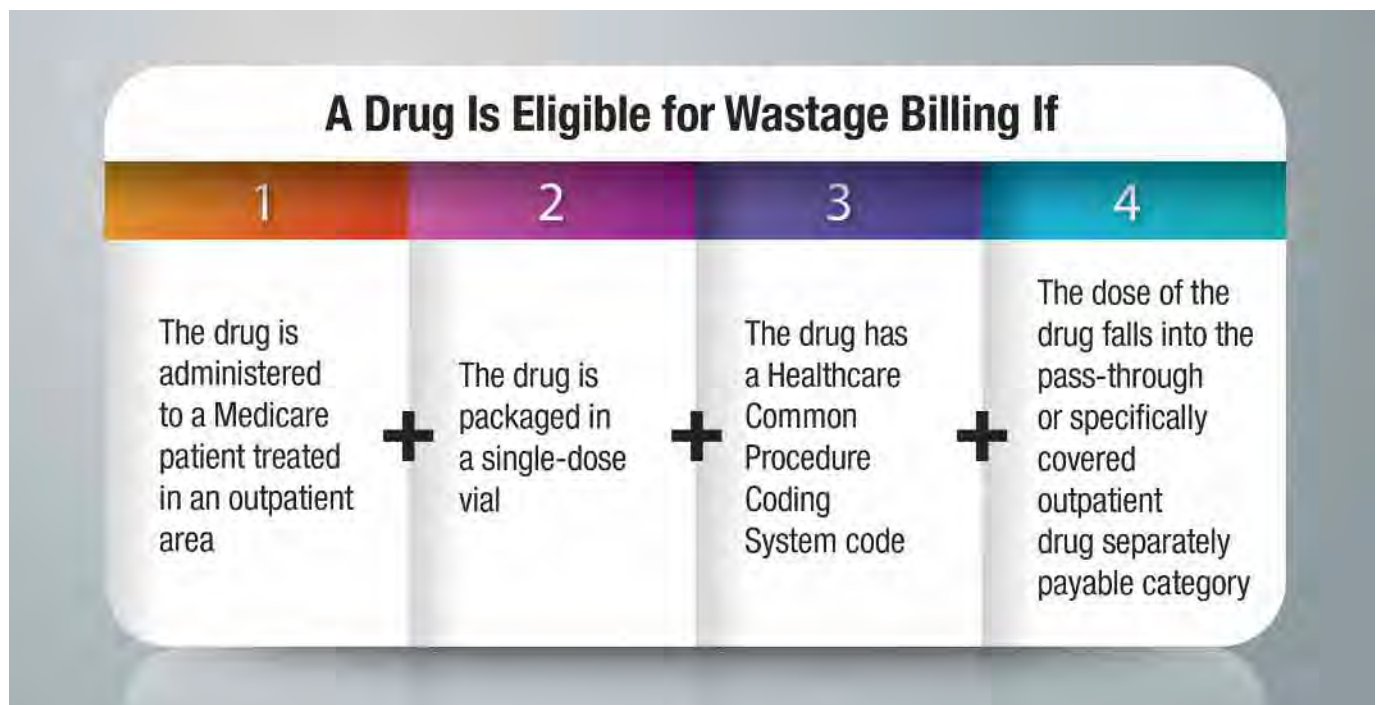 A Drug Is Eligible for Wastage Billing If
1
2
3
4
The drug is
administered
to a Medicare
patient treated
in an outpatient
area
+
The drug is
packaged in
a single-dose
vial
+
The drug has
a Healthcare
Common
Procedure
Coding
System code
+
The dose of the
drug falls into the
pass-through
or specifically
covered
outpatient
drug separately
payable category